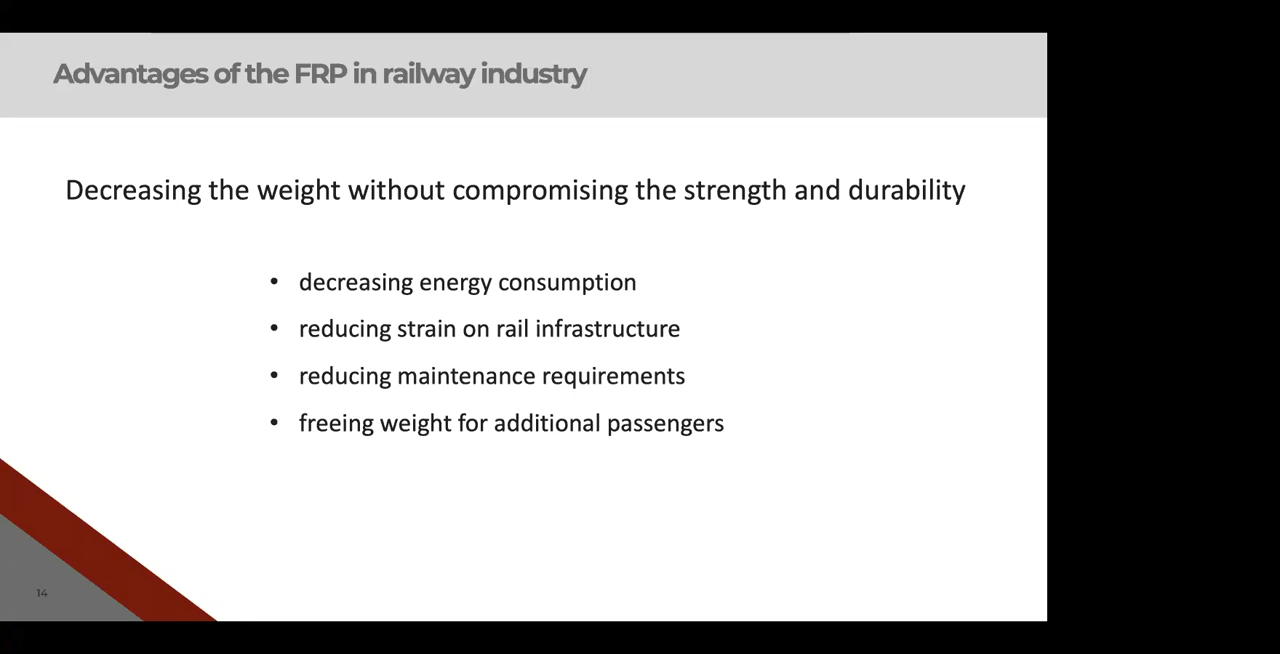 Advantages of the FRP in railway industry
Decreasing the weight without compromising the strength and durability
• decreasing energy consumption
• reducing strain on rail infrastructure
• reducing maintenance requirements
• freeing weight for additional passengers
14